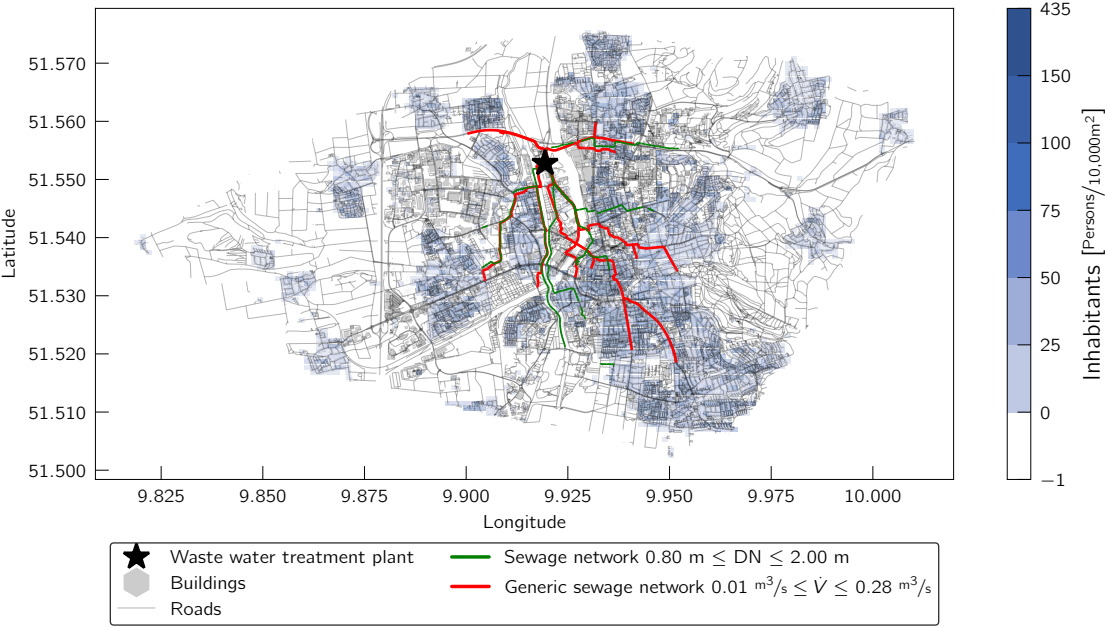 51.570
51.560
51.550
51.540
51.530
51.520
51.510
51.500
Latitude
9.825 9.850 9.875 9.900 9.925 9.950 9.975 10.000
Longitude
435
150
100
75
50
25
0
−1
Inhabitants [Persons/10,000m²]
Waste water treatment plant
Buildings
Roads
Sewage network 0.80 m ≤ DN ≤ 2.00 m
Generic sewage network 0.01 m³/s ≤ V̇ ≤ 0.28 m³/s